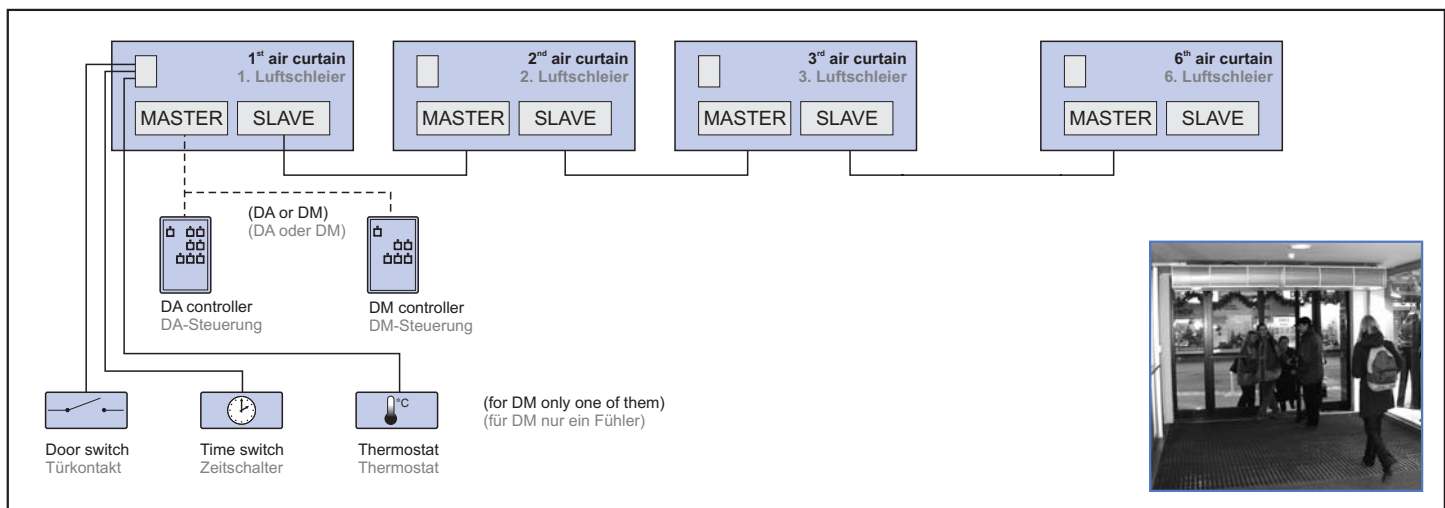 1st air curtain
1. Luftschleier
MASTER
SLAVE
2nd air curtain
2. Luftschleier
MASTER
SLAVE
3rd air curtain
3. Luftschleier
MASTER
SLAVE
6th air curtain
6. Luftschleier
MASTER
SLAVE
(DA or DM)
(DA oder DM)
DA controller
DA-Steuerung
DM controller
DM-Steuerung
°C
(for DM only one of them)
(für DM nur ein Fühler)
Door switch
Türkontakt
Time switch
Zeitschalter
Thermostat
Thermostat